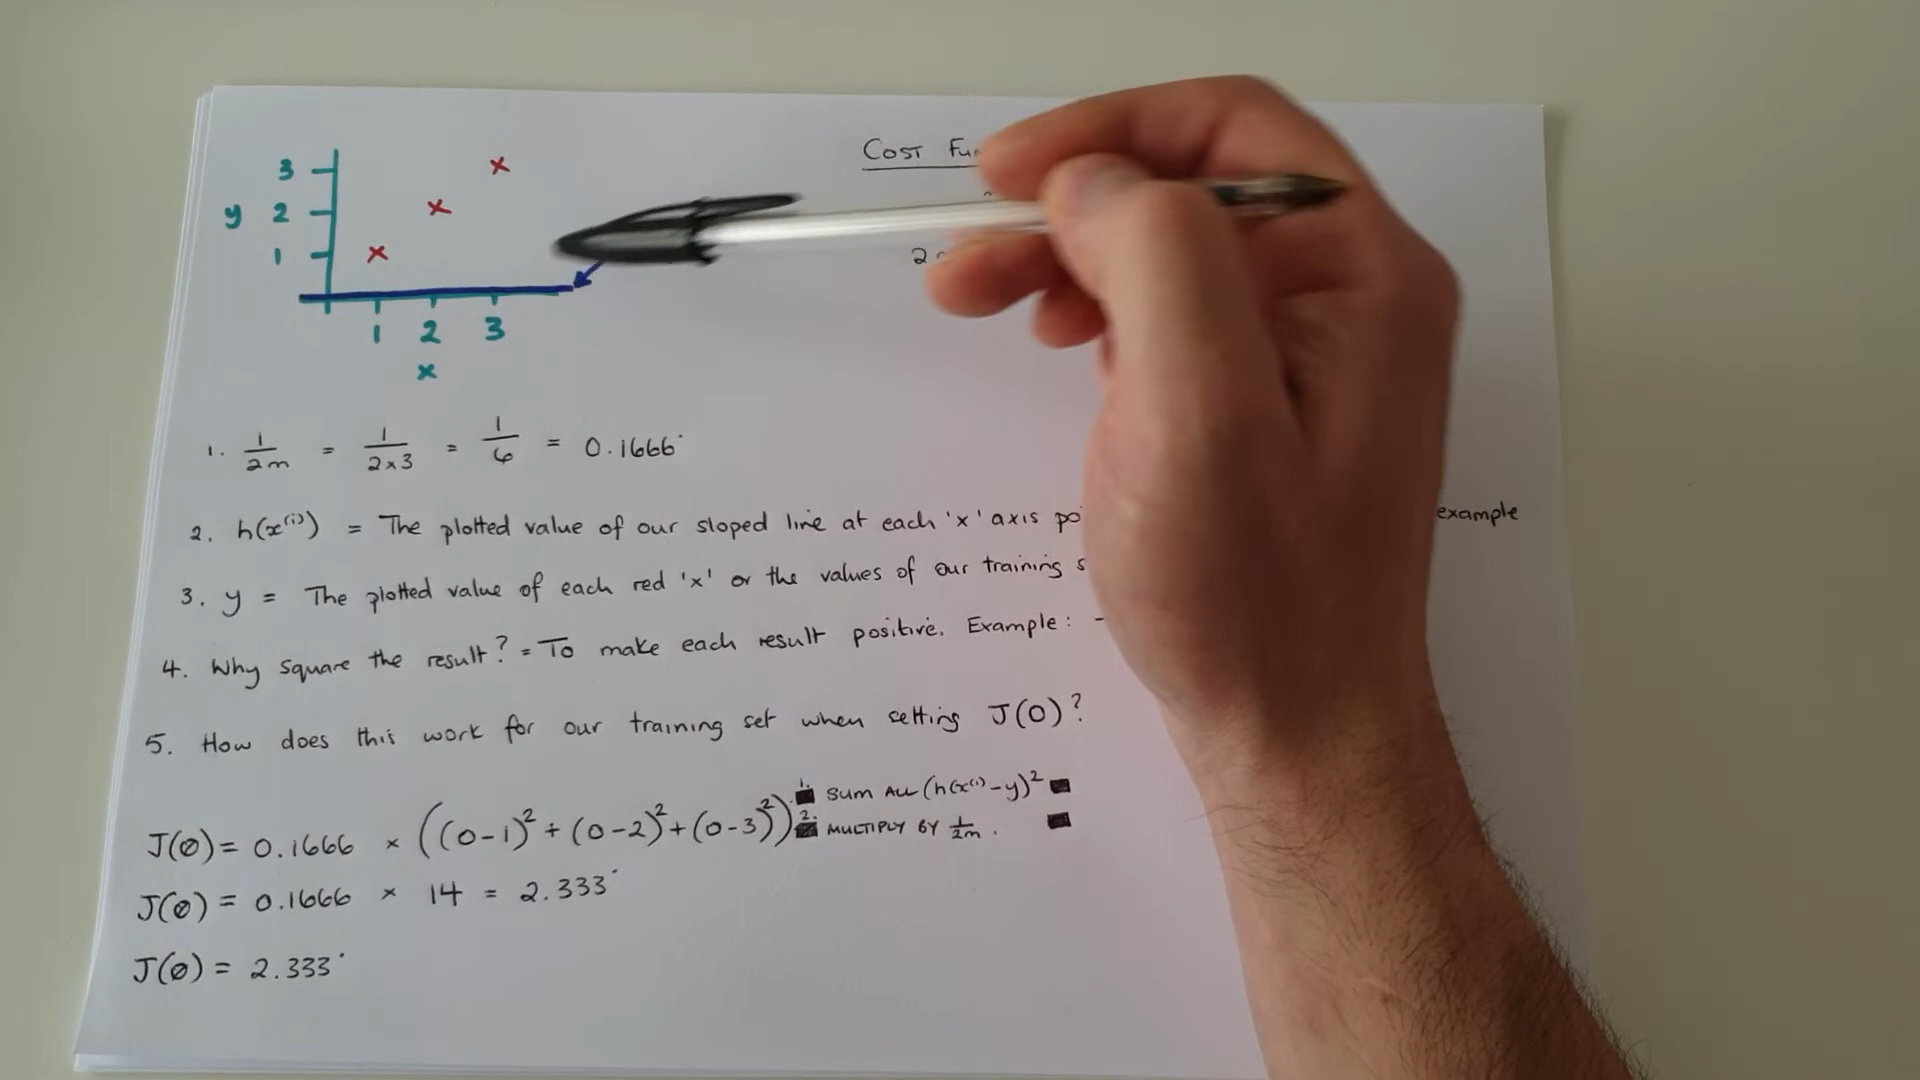 Cost
3
y 2
1
2
1 2 3
x
1. 1/2m = 1/2x3 = 1/6 = 0.1666˙
2. h(x⁽ⁱ⁾) = The plotted value of our sloped line at each 'x' axis example
3. y = The plotted value of each red 'x' or the values of our training
4. Why square the result? = To make each result positive. Example: -
5. How does this work for our training set when setting J(0)?
1. SUM ALL (h(x⁽ⁱ⁾-y)²
J(0) = 0.1666 × ((0-1)² + (0-2)² + (0-3)²) 2. MULTIPLY BY 1/2m.
J(0) = 0.1666 × 14 = 2.333˙
J(0) = 2.333˙